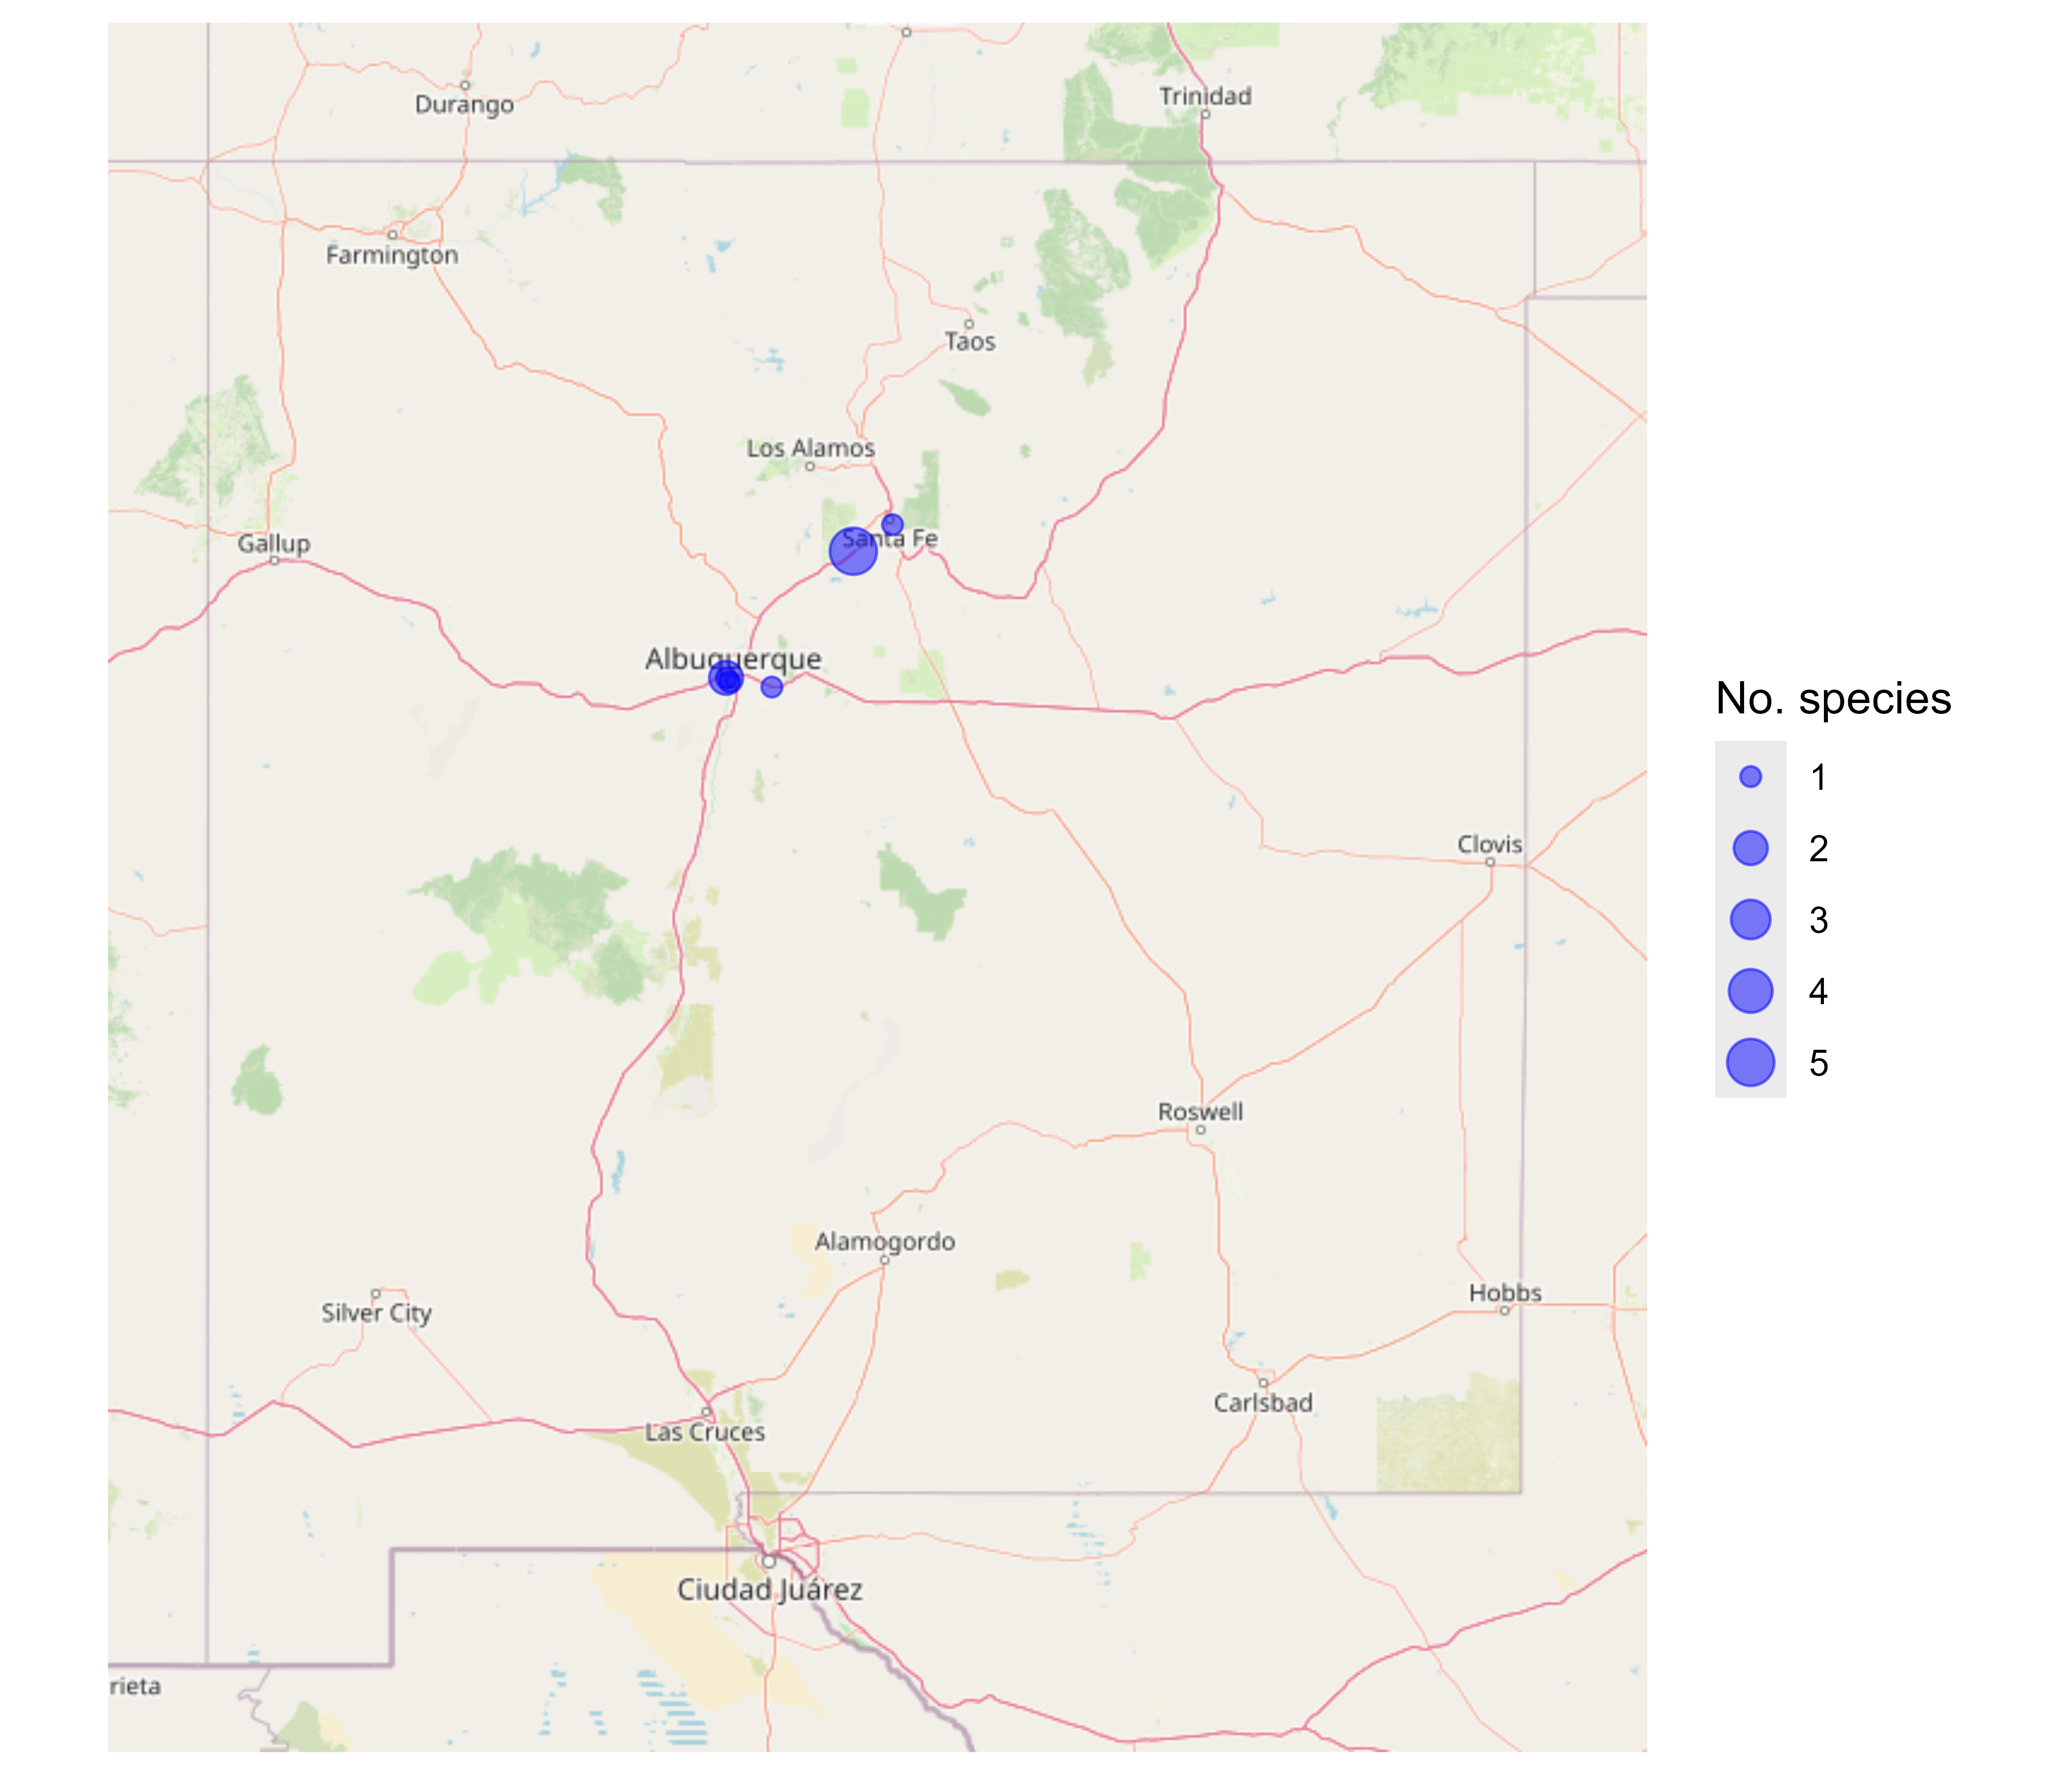 Durango
Trinidad
Farmington
Taos
Los Alamos
Gallup
Santa Fe
Albuquerque
No. species
1
2
3
4
5
Clovis
Roswell
Alamogordo
Hobbs
Silver City
Carlsbad
Las Cruces
Ciudad Juárez
rieta